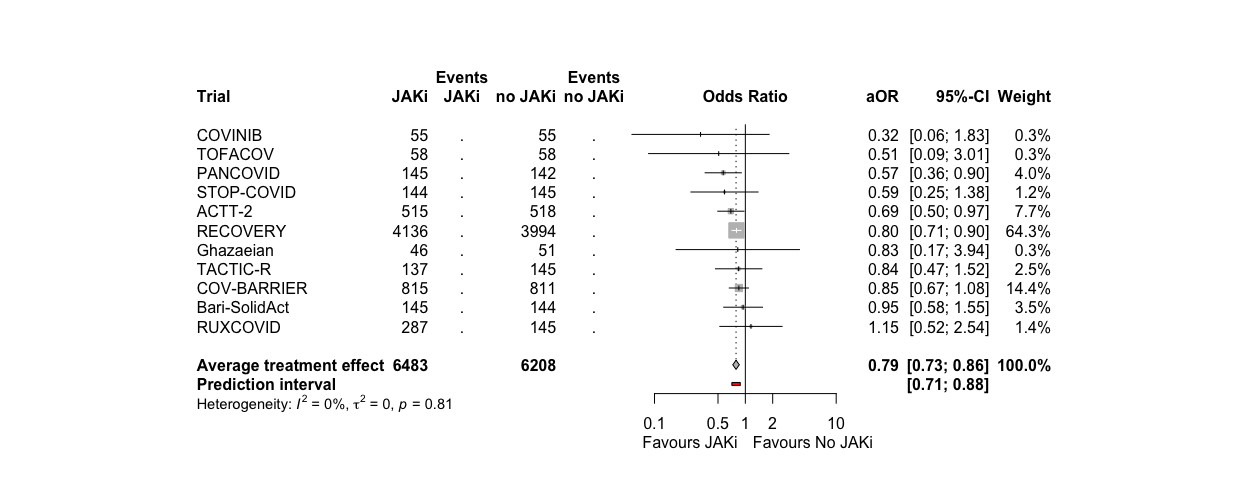 Events Events
Trial JAKi JAKi no JAKi no JAKi Odds Ratio aOR 95%-CI Weight
COVINIB 55 . 55 . 0.32 [0.06; 1.83] 0.3%
TOFACOV 58 . 58 . 0.51 [0.09; 3.01] 0.3%
PANCOVID 145 . 142 . 0.57 [0.36; 0.90] 4.0%
STOP-COVID 144 . 145 . 0.59 [0.25; 1.38] 1.2%
ACTT-2 515 . 518 . 0.69 [0.50; 0.97] 7.7%
RECOVERY 4136 . 3994 . 0.80 [0.71; 0.90] 64.3%
Ghazaeian 46 . 51 . 0.83 [0.17; 3.94] 0.3%
TACTIC-R 137 . 145 . 0.84 [0.47; 1.52] 2.5%
COV-BARRIER 815 . 811 . 0.85 [0.67; 1.08] 14.4%
Bari-SolidAct 145 . 144 . 0.95 [0.58; 1.55] 3.5%
RUXCOVID 287 . 145 . 1.15 [0.52; 2.54] 1.4%
Average treatment effect 6483 6208 0.79 [0.73; 0.86] 100.0%
Prediction interval [0.71; 0.88]
Heterogeneity: I² = 0%, τ² = 0, p = 0.81
0.1 0.5 1 2 10
Favours JAKi Favours No JAKi